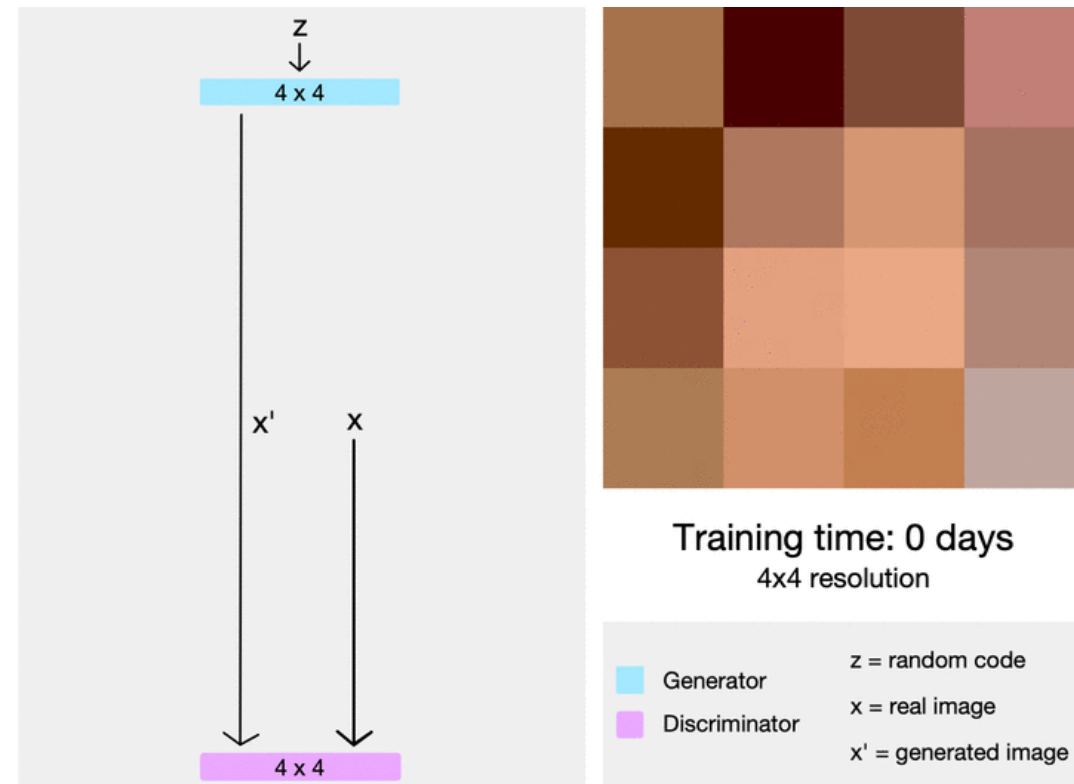 z
4 x 4
x'
x
4 x 4
Training time: 0 days
4x4 resolution
Generator
Discriminator
z = random code
x = real image
x' = generated image